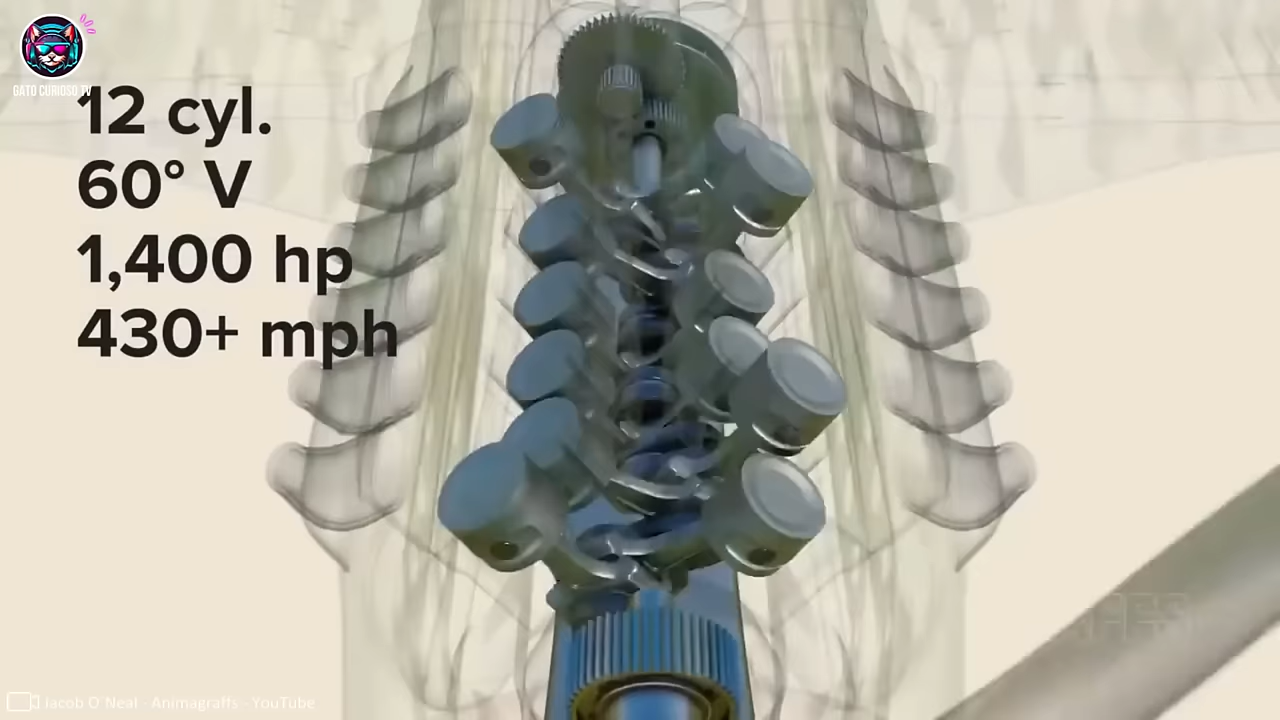 GATO CURIOSO TV
12 cyl.
60° V
1,400 hp
430+ mph
Jacob O'Neal - Animagraffs - YouTube